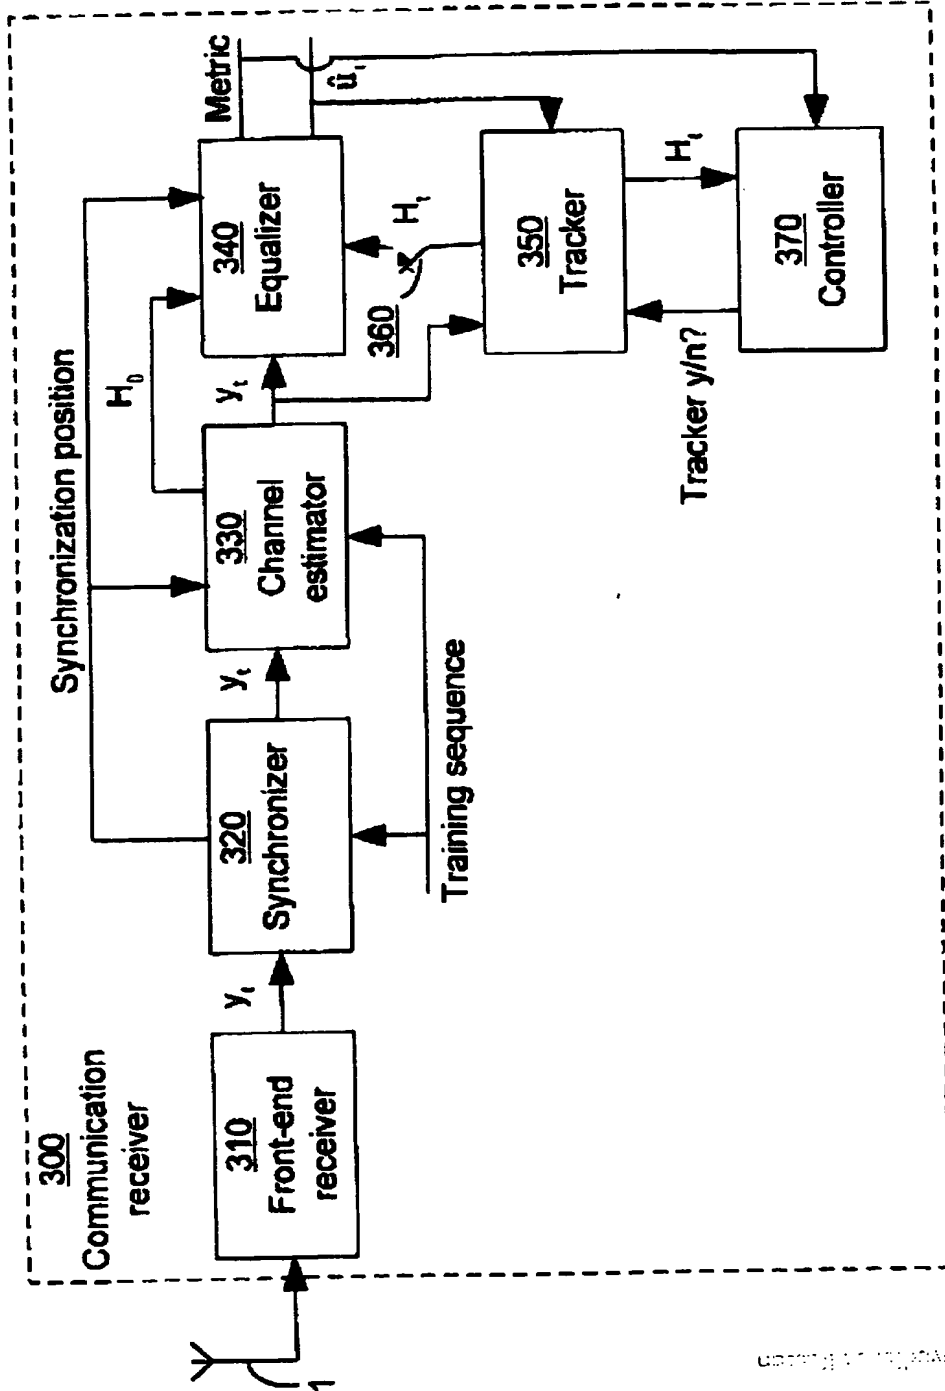 300
Communication
receiver
1
310
Front-end
receiver
yt
320
Synchronizer
Synchronization position
Training sequence
yt
330
Channel
estimator
H0
yt
340
Equalizer
Metric
ûi
360
Ht
350
Tracker
Ht
Tracker y/n?
370
Controller